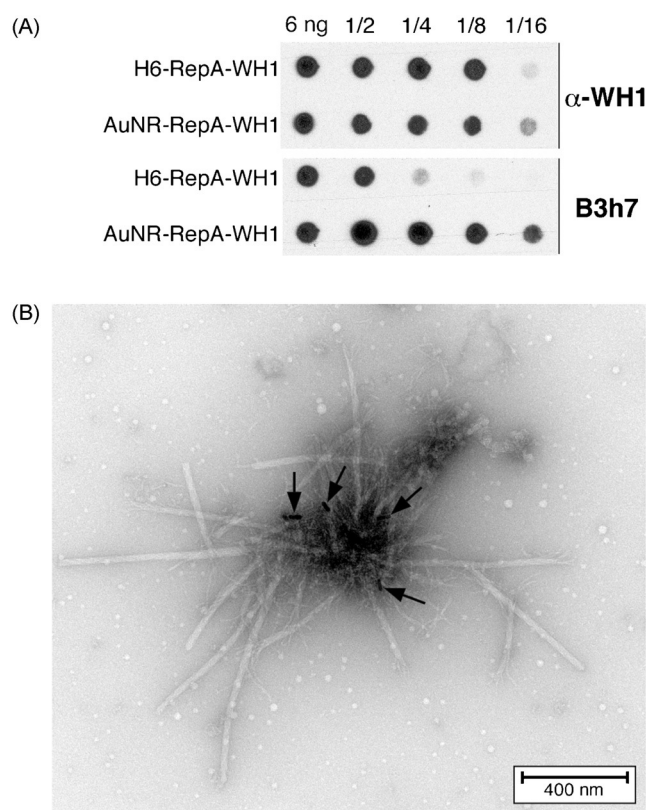 (A)
6 ng 1/2 1/4 1/8 1/16
H6-RepA-WH1
AuNR-RepA-WH1
α-WH1
H6-RepA-WH1
AuNR-RepA-WH1
B3h7
(B)
400 nm